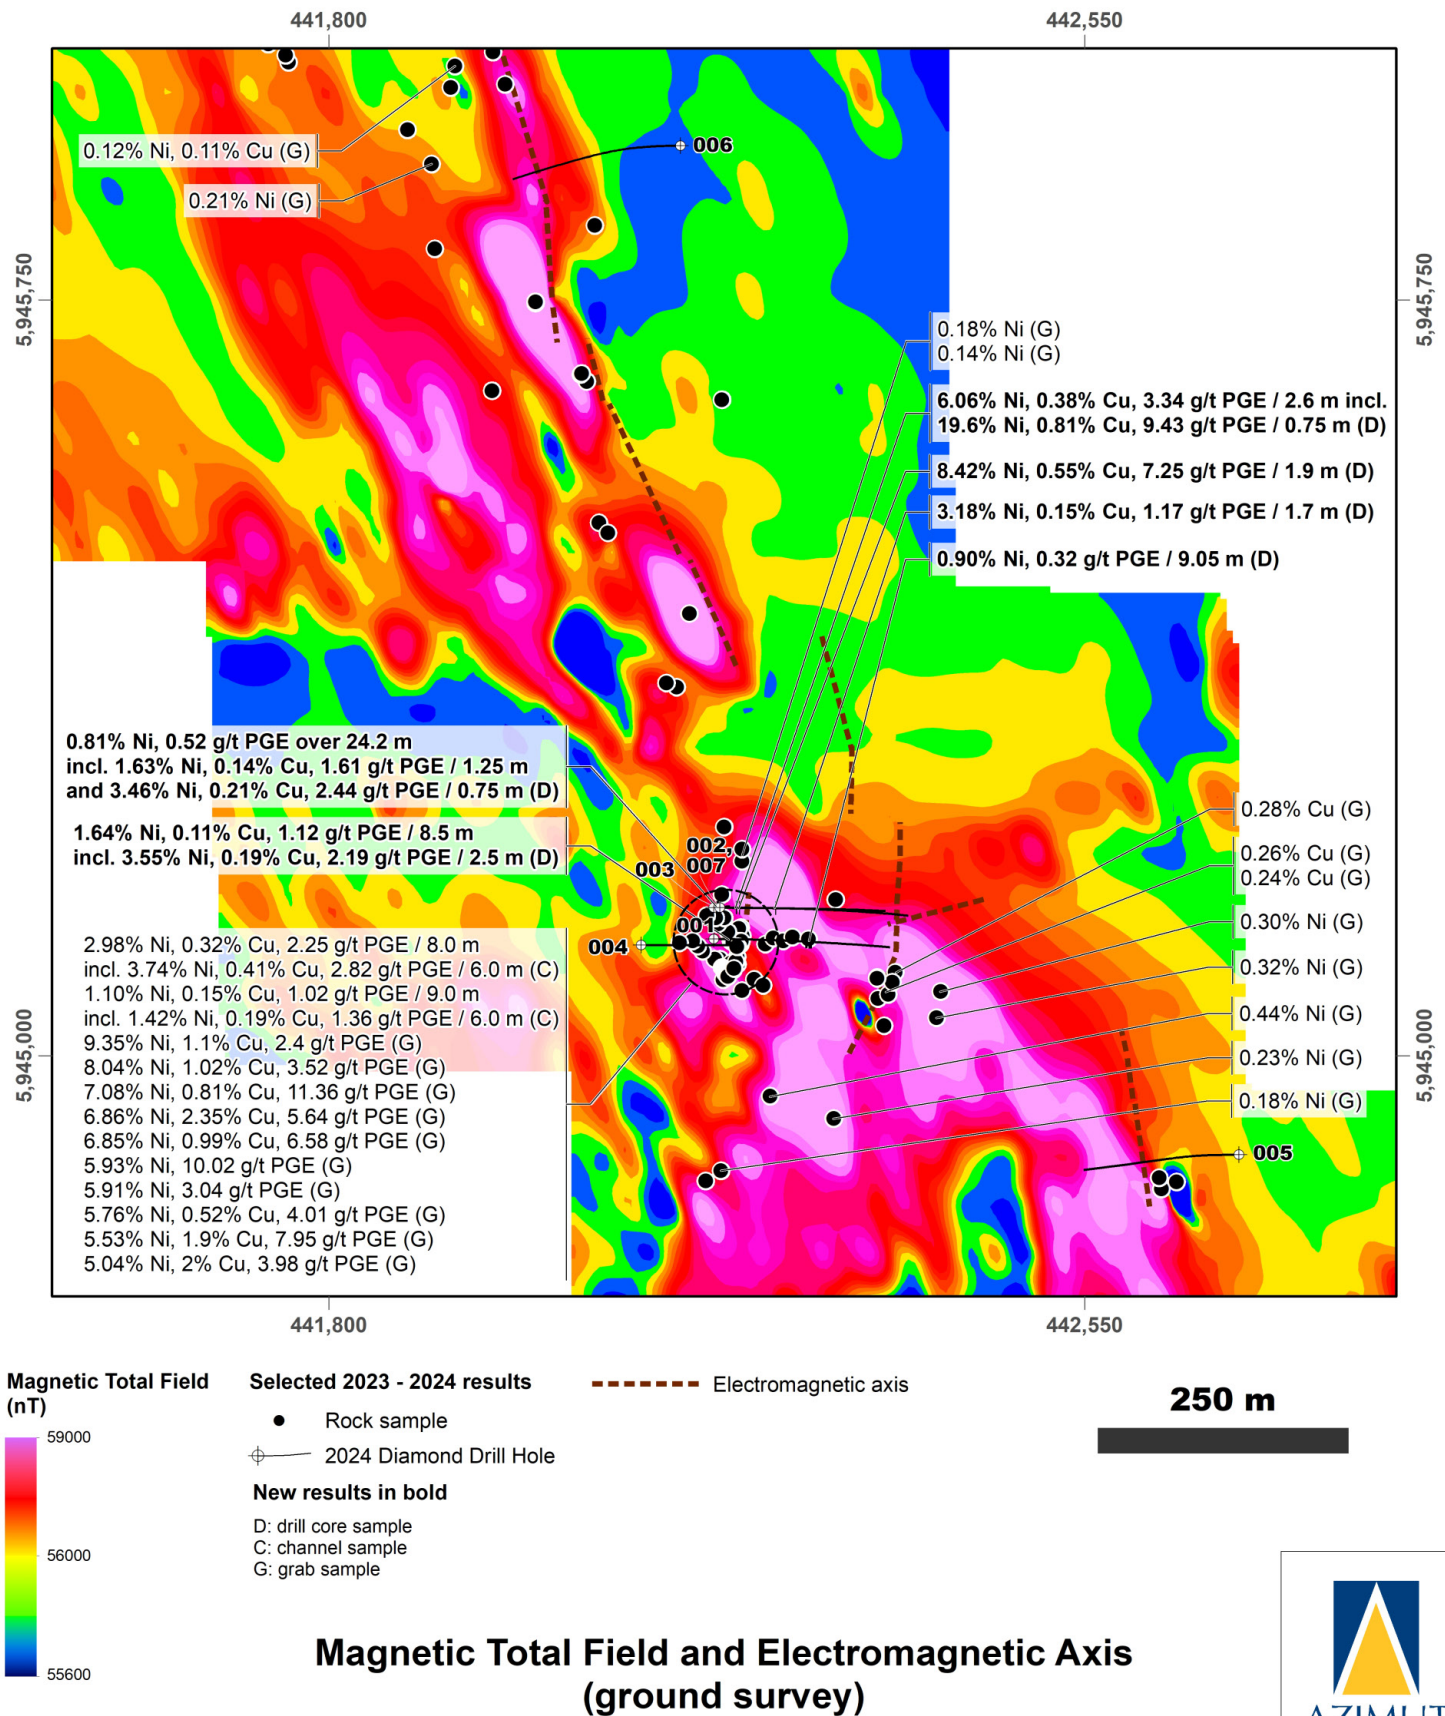 441,800
442,550
0.12% Ni, 0.11% Cu (G)
0.21% Ni (G)
006
5,945,750
5,945,750
0.18% Ni (G)
0.14% Ni (G)
6.06% Ni, 0.38% Cu, 3.34 g/t PGE / 2.6 m incl.
19.6% Ni, 0.81% Cu, 9.43 g/t PGE / 0.75 m (D)
8.42% Ni, 0.55% Cu, 7.25 g/t PGE / 1.9 m (D)
3.18% Ni, 0.15% Cu, 1.17 g/t PGE / 1.7 m (D)
0.90% Ni, 0.32 g/t PGE / 9.05 m (D)
0.81% Ni, 0.52 g/t PGE over 24.2 m
incl. 1.63% Ni, 0.14% Cu, 1.61 g/t PGE / 1.25 m
and 3.46% Ni, 0.21% Cu, 2.44 g/t PGE / 0.75 m (D)
1.64% Ni, 0.11% Cu, 1.12 g/t PGE / 8.5 m
incl. 3.55% Ni, 0.19% Cu, 2.19 g/t PGE / 2.5 m (D)
002,
007
003
001
004
0.28% Cu (G)
0.26% Cu (G)
0.24% Cu (G)
0.30% Ni (G)
0.32% Ni (G)
0.44% Ni (G)
0.23% Ni (G)
0.18% Ni (G)
005
2.98% Ni, 0.32% Cu, 2.25 g/t PGE / 8.0 m
incl. 3.74% Ni, 0.41% Cu, 2.82 g/t PGE / 6.0 m (C)
1.10% Ni, 0.15% Cu, 1.02 g/t PGE / 9.0 m
incl. 1.42% Ni, 0.19% Cu, 1.36 g/t PGE / 6.0 m (C)
9.35% Ni, 1.1% Cu, 2.4 g/t PGE (G)
8.04% Ni, 1.02% Cu, 3.52 g/t PGE (G)
7.08% Ni, 0.81% Cu, 11.36 g/t PGE (G)
6.86% Ni, 2.35% Cu, 5.64 g/t PGE (G)
6.85% Ni, 0.99% Cu, 6.58 g/t PGE (G)
5.93% Ni, 10.02 g/t PGE (G)
5.91% Ni, 3.04 g/t PGE (G)
5.76% Ni, 0.52% Cu, 4.01 g/t PGE (G)
5.53% Ni, 1.9% Cu, 7.95 g/t PGE (G)
5.04% Ni, 2% Cu, 3.98 g/t PGE (G)
5,945,000
5,945,000
441,800
442,550
Magnetic Total Field
(nT)
59000
56000
55600
Selected 2023 - 2024 results
Rock sample
2024 Diamond Drill Hole
New results in bold
D: drill core sample
C: channel sample
G: grab sample
Electromagnetic axis
250 m
Magnetic Total Field and Electromagnetic Axis
(ground survey)
AZIMUT